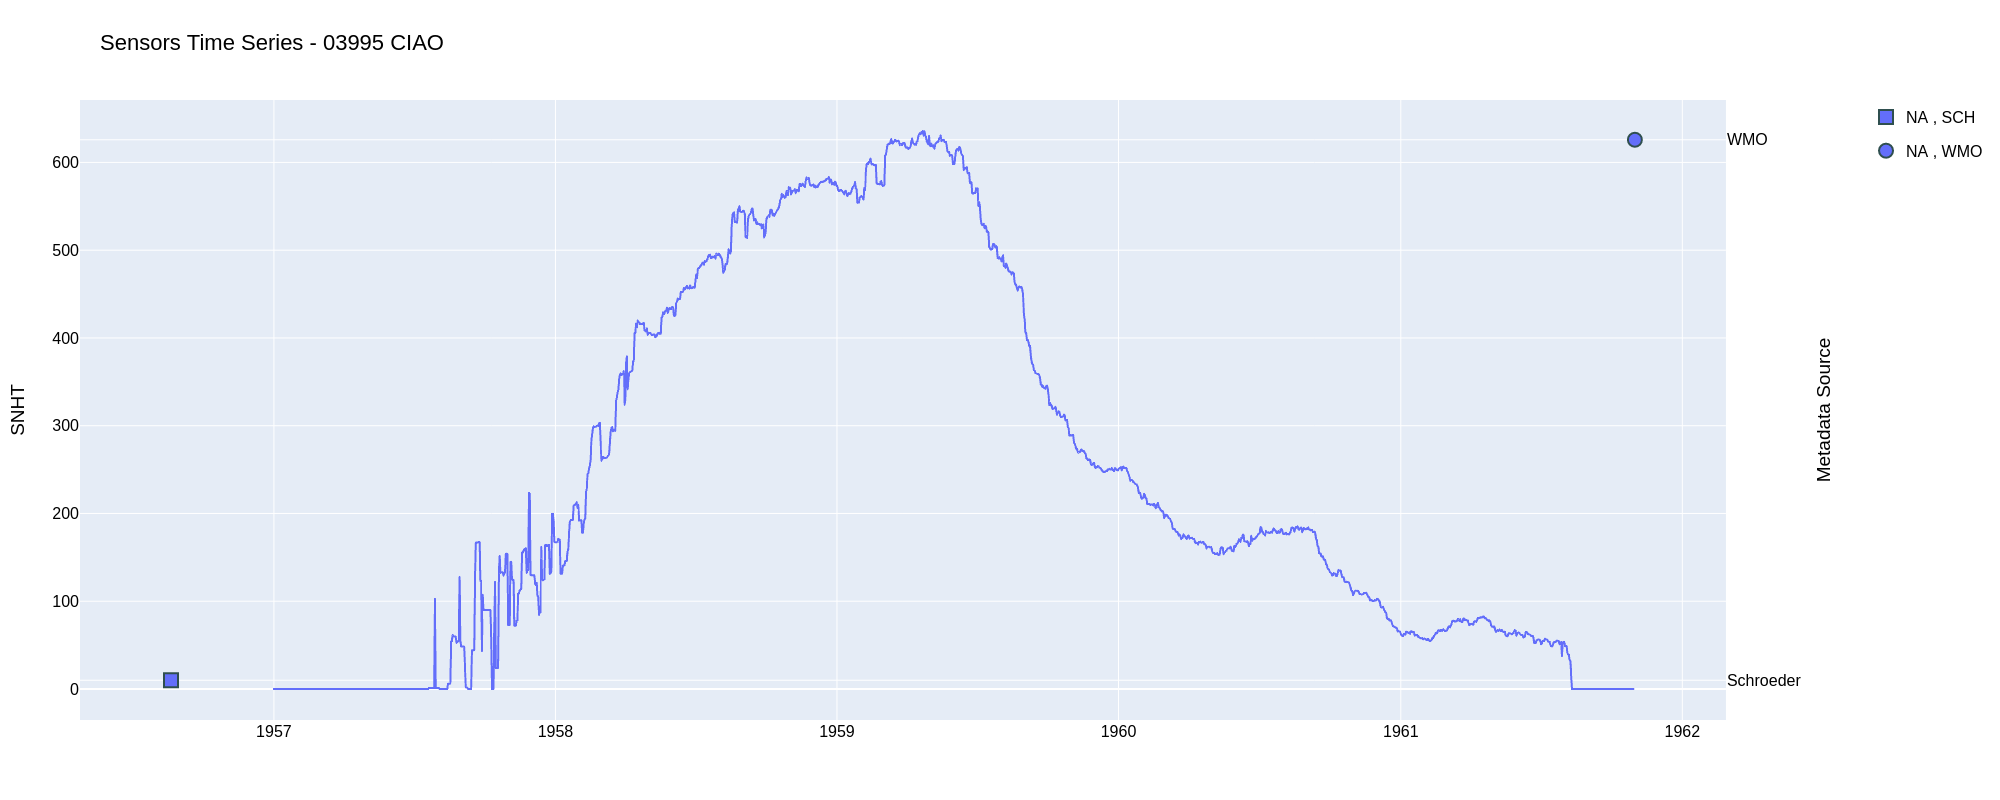 Sensors Time Series - 03995 CIAO
NA , SCH
NA , WMO
WMO
Schroeder
Metadata Source
SNHT
600
500
400
300
200
100
0
1957
1958
1959
1960
1961
1962